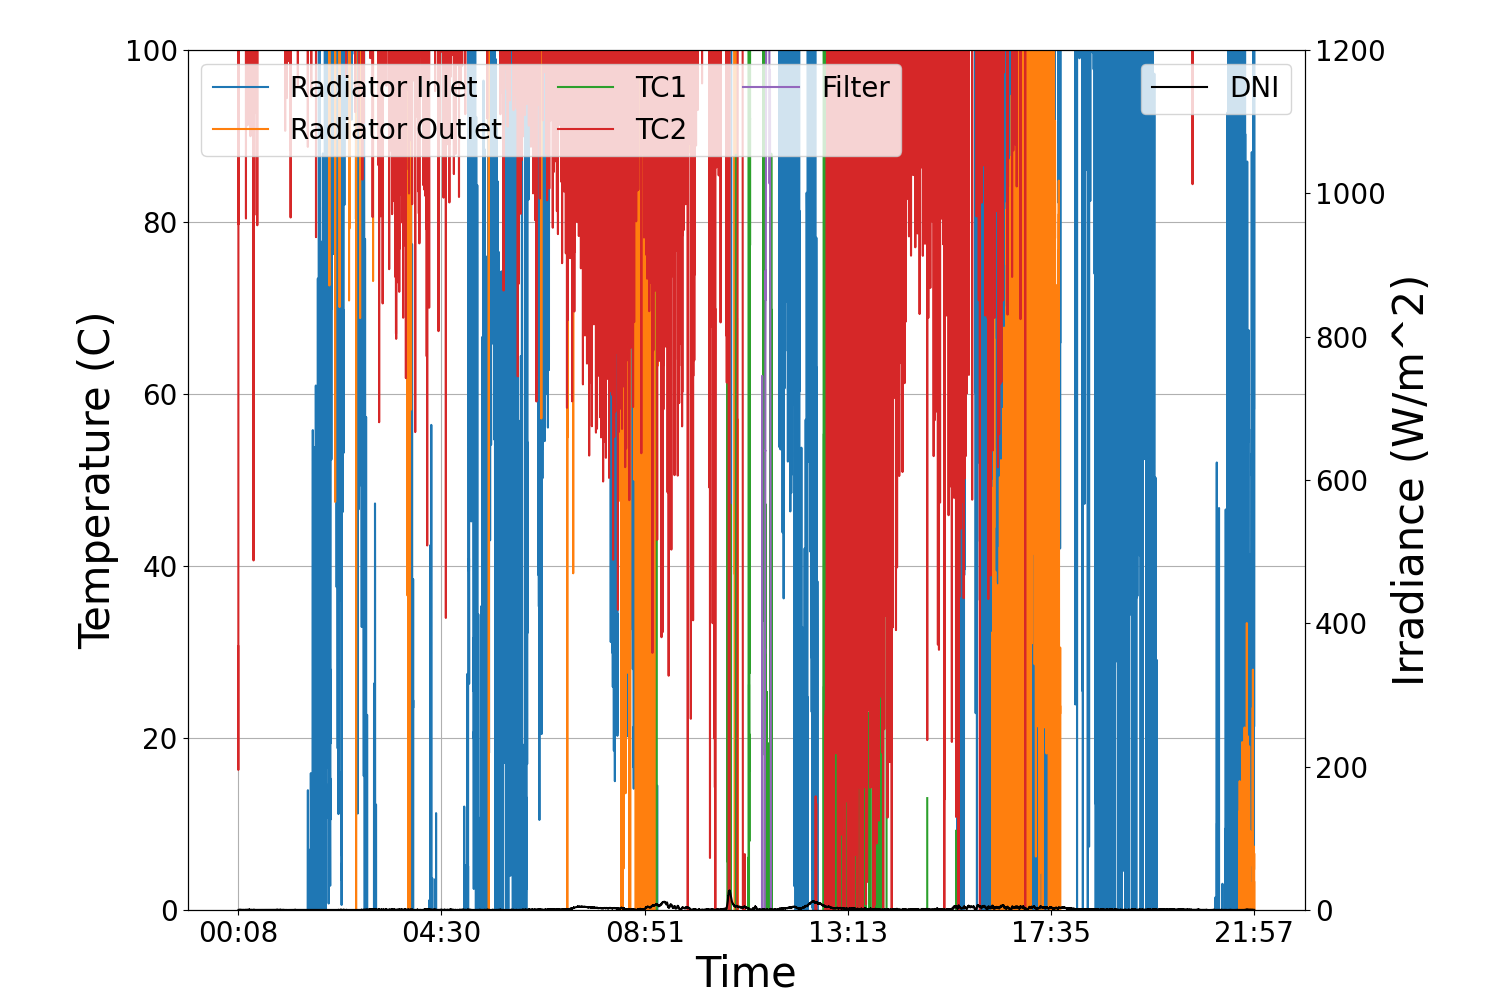 100
80
60
40
20
0
Temperature (C)
Radiator Inlet
Radiator Outlet
TC1
TC2
Filter
DNI
1200
1000
800
600
400
200
0
Irradiance (W/m^2)
00:08 04:30 08:51 13:13 17:35 21:57
Time